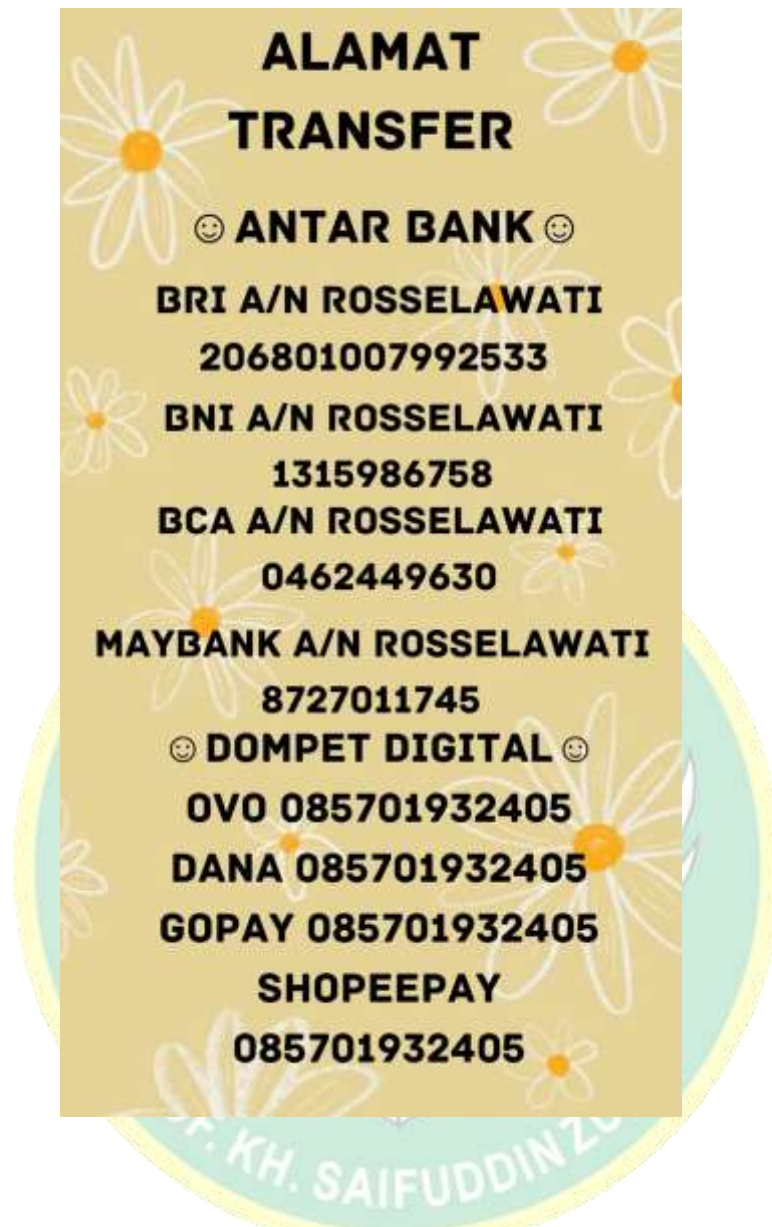 ALAMAT
TRANSFER
☺ANTAR BANK☺
BRI A/N ROSSELAWATI
206801007992533
BNI A/N ROSSELAWATI
1315986758
BCA A/N ROSSELAWATI
0462449630
MAYBANK A/N ROSSELAWATI
8727011745
☺DOMPET DIGITAL☺
OVO 085701932405
DANA 085701932405
GOPAY 085701932405
SHOPEEPAY
085701932405
KH. SAIFUDDIN